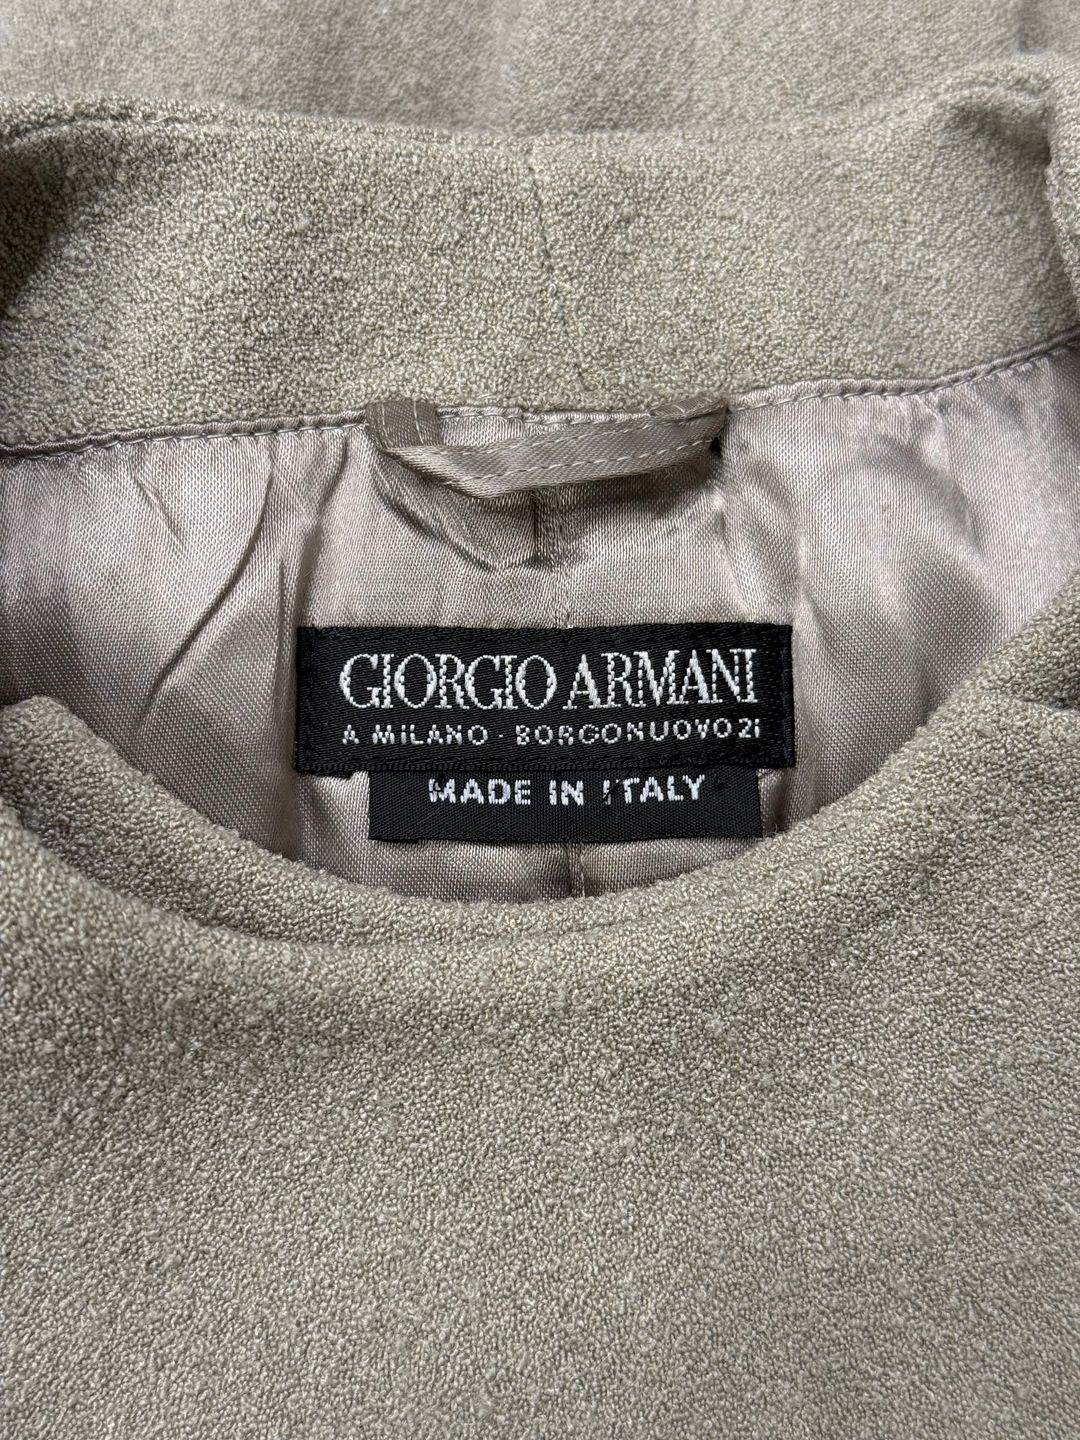 GIORGIO ARMANI
A MILANO · BORGONUOVO 21
MADE IN ITALY